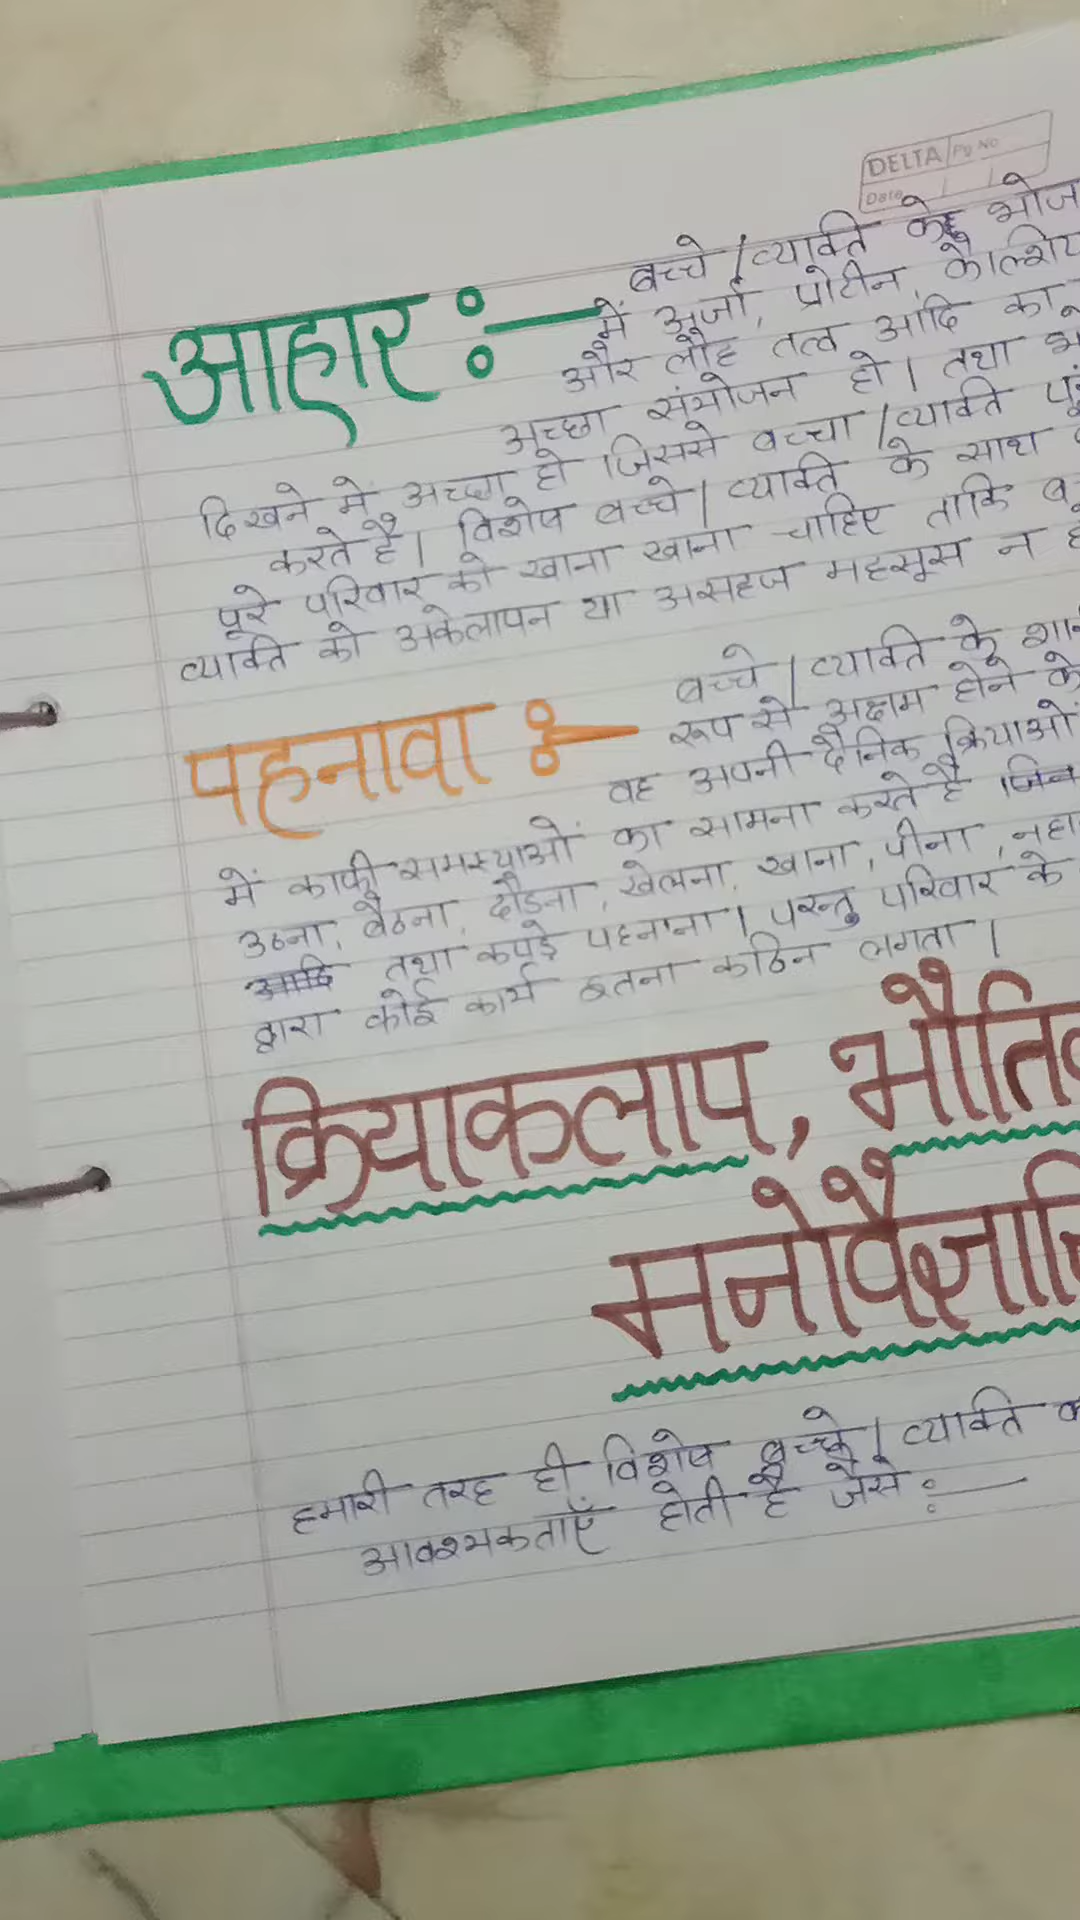 DELTA Pg No
Date
बच्चे / व्यक्ति के
आहार :— में ऊर्जा, प्रोटीन,
और लौह तत्व आदि का
अच्छा संयोजन हो। तथा
दिखने में अच्छा हो जिससे बच्चा / व्यक्ति
करते है। विशेष बच्चे / व्यक्ति के साथ
पूरे परिवार को खाना खाना चाहिए ताकि
व्यक्ति को अकेलापन या असहज महसूस न
बच्चे / व्यक्ति के
पहनावा :— रूप से अक्षम होने
वह अपनी दैनिक क्रियाओं
में काफी समस्याओं का सामना करते है
उठना, बैठना, दौड़ना, खेलना, खाना, पीना,
तथा कपड़े पहनाना। परन्तु परिवार के
द्वारा कोई कार्य इतना कठिन लगता।
क्रियाकलाप,
हमारी तरह ही विशेष बच्चे / व्यक्ति
आवश्यकताएँ होती है जैसे :—